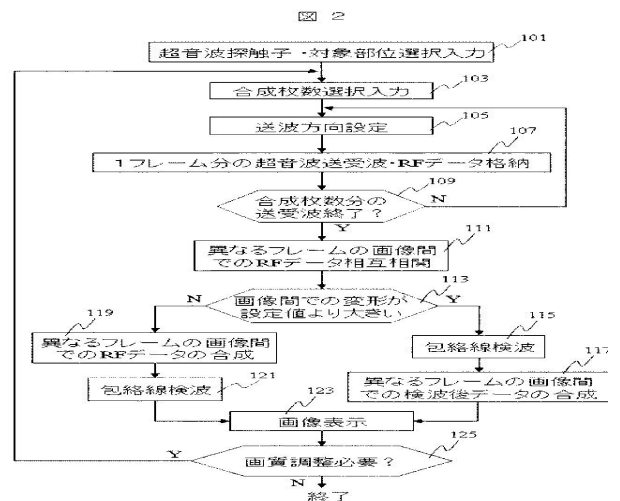 図 2
超音波探触子・対象部位選択入力
101
合成枚数選択入力
103
送波方向設定
105
1フレーム分の超音波送受波・RFデータ格納
107
合成枚数分の
送受波終了?
109
N
Y
異なるフレームの画像間
でのRFデータ相互相関
111
画像間での変形が
設定値より大きい
113
N
Y
119
異なるフレームの画像間
でのRFデータの合成
115
包絡線検波
包絡線検波
121
117
異なるフレームの画像間
での検波後データの合成
123
画像表示
Y
画質調整必要?
125
N
終了